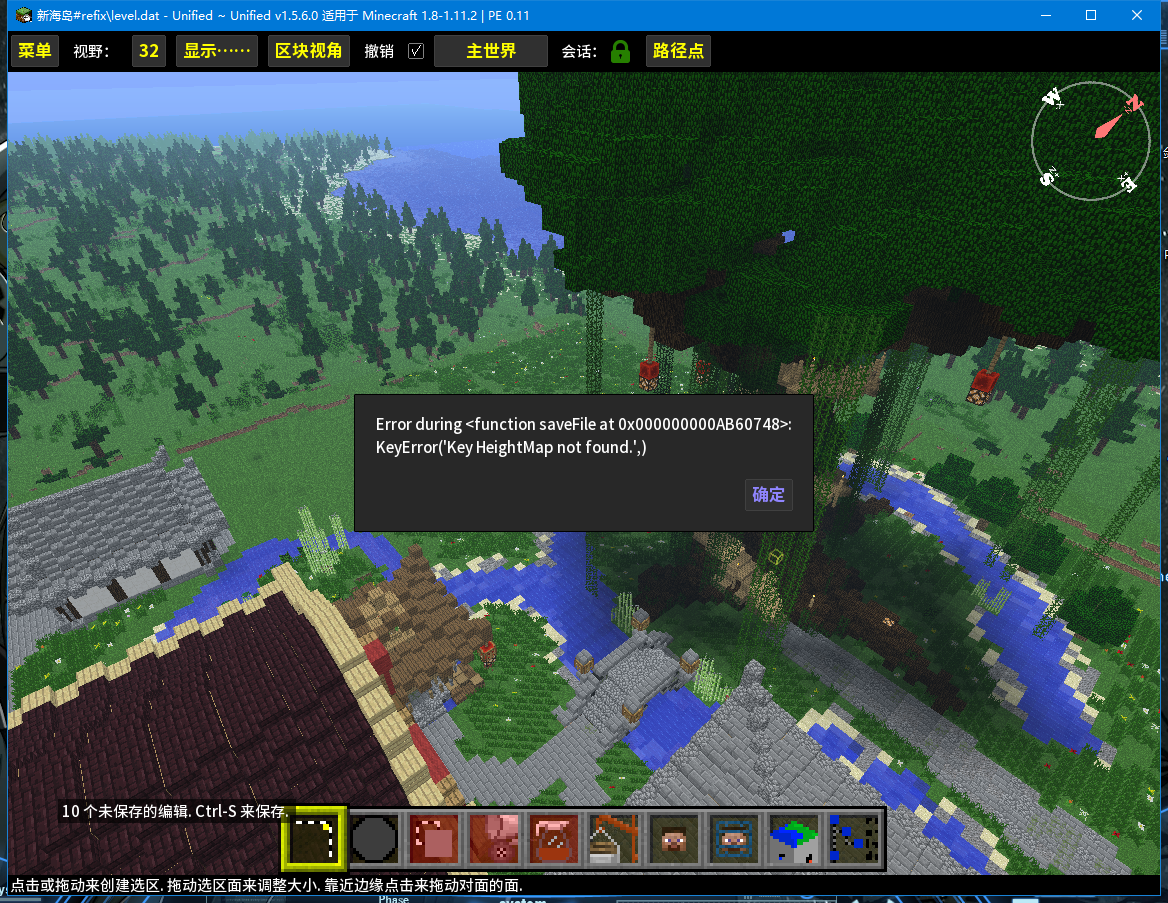 新海岛#refix\level.dat - Unified ~ Unified v1.5.6.0 适用于 Minecraft 1.8-1.11.2 | PE 0.11
菜单 视野： 32 显示…… 区块视角 撤销 主世界 会话： 路径点
W N
S E
Error during <function saveFile at 0x000000000AB60748>:
KeyError('Key HeightMap not found.',)
确定
10 个未保存的编辑. Ctrl-S 来保存.
点击或拖动来创建选区. 拖动选区面来调整大小. 靠近边缘点击来拖动对面的面.
Phase
system